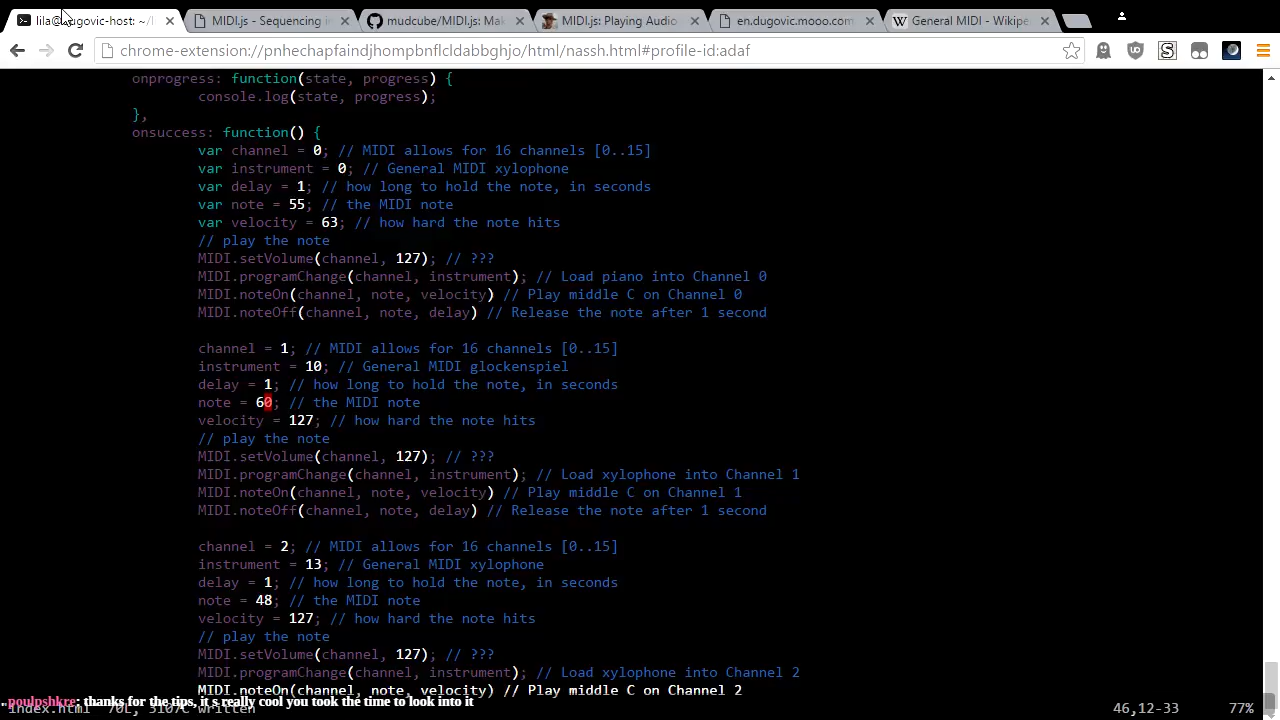 lila@dugovic-host: ~/l
MIDI.js - Sequencing in
mudcube/MIDI.js: Mak
MIDI.js: Playing Audio
en.dugovic.mooo.com
General MIDI - Wikipe
chrome-extension://pnhechapfaindjhompbnflcldabbghjo/html/nassh.html#profile-id:adaf
onprogress: function(state, progress) {
console.log(state, progress);
},
onsuccess: function() {
var channel = 0; // MIDI allows for 16 channels [0..15]
var instrument = 0; // General MIDI xylophone
var delay = 1; // how long to hold the note, in seconds
var note = 55; // the MIDI note
var velocity = 63; // how hard the note hits
// play the note
MIDI.setVolume(channel, 127); // ???
MIDI.programChange(channel, instrument); // Load piano into Channel 0
MIDI.noteOn(channel, note, velocity) // Play middle C on Channel 0
MIDI.noteOff(channel, note, delay) // Release the note after 1 second
channel = 1; // MIDI allows for 16 channels [0..15]
instrument = 10; // General MIDI glockenspiel
delay = 1; // how long to hold the note, in seconds
note = 60; // the MIDI note
velocity = 127; // how hard the note hits
// play the note
MIDI.setVolume(channel, 127); // ???
MIDI.programChange(channel, instrument); // Load xylophone into Channel 1
MIDI.noteOn(channel, note, velocity) // Play middle C on Channel 1
MIDI.noteOff(channel, note, delay) // Release the note after 1 second
channel = 2; // MIDI allows for 16 channels [0..15]
instrument = 13; // General MIDI xylophone
delay = 1; // how long to hold the note, in seconds
note = 48; // the MIDI note
velocity = 127; // how hard the note hits
// play the note
MIDI.setVolume(channel, 127); // ???
MIDI.programChange(channel, instrument); // Load xylophone into Channel 2
MIDI.noteOn(channel, note, velocity) // Play middle C on Channel 2
poulpshkre: thanks for the tips, it s really cool you took the time to look into it
index.html" 70L, 3107C written 46,12-33 77%